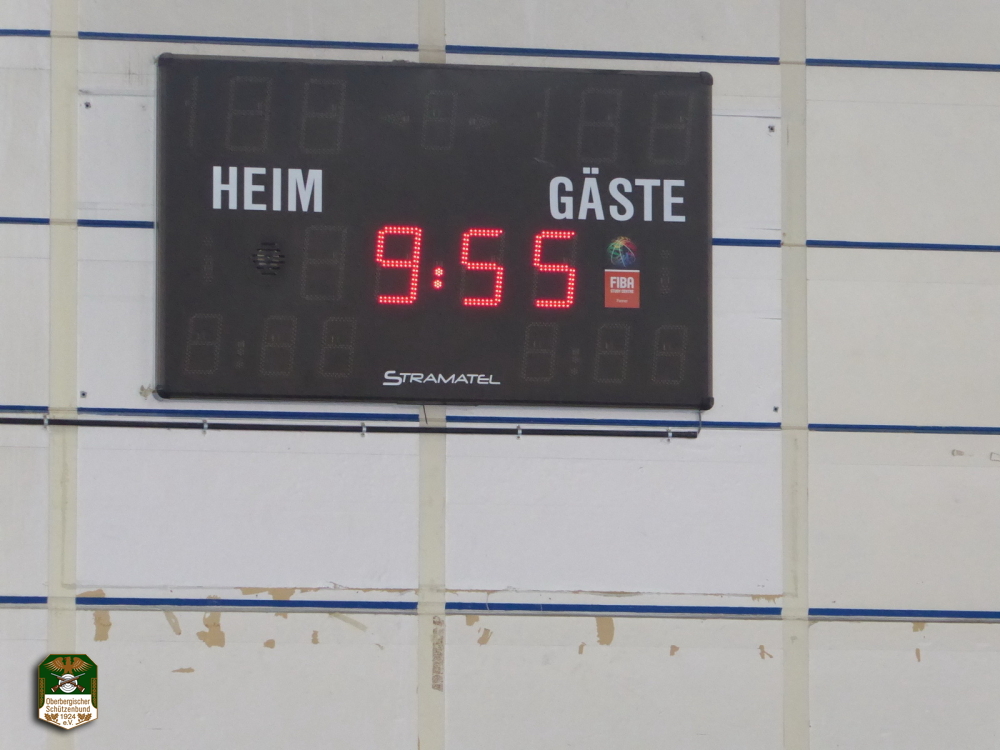 HEIM
GÄSTE
9:55
FIBA
STRAMATEL
Oberbergischer
Schützenbund
1924
e.V.